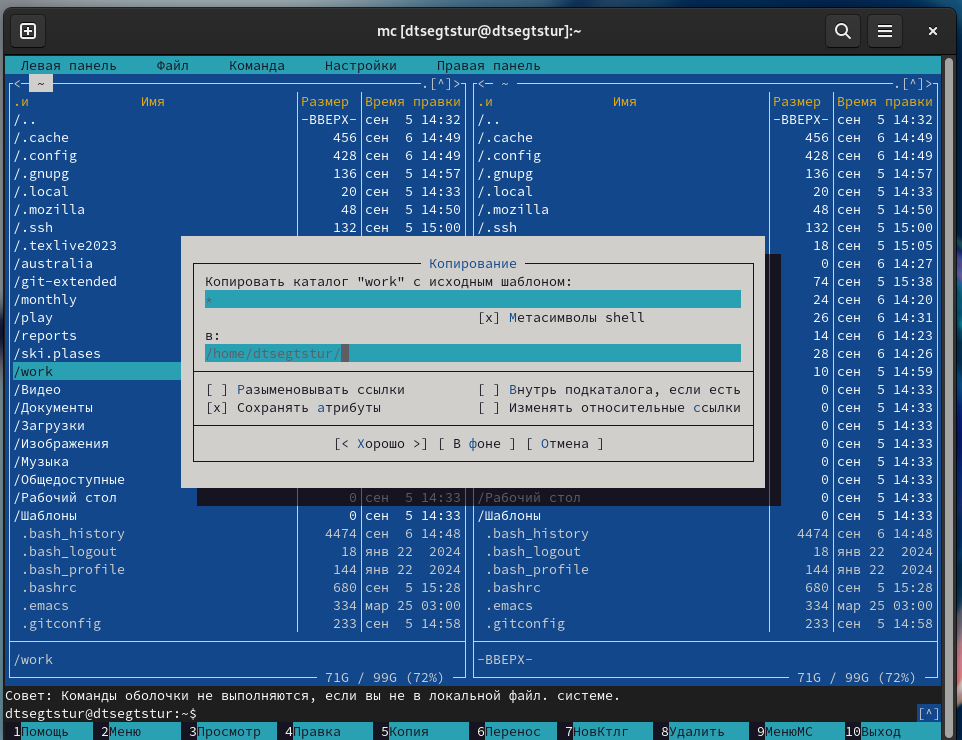 mc [dtsegtstur@dtsegtstur]:~
Левая панель Файл Команда Настройки Правая панель
<─ ~ .[^]>  <─ ~ .[^]>
.и Имя Размер Время правки  .и Имя Размер Время правки
/.. -ВВЕРХ- сен 5 14:32  /.. -ВВЕРХ- сен 5 14:32
/.cache 456 сен 6 14:49  /.cache 456 сен 6 14:49
/.config 428 сен 6 14:49  /.config 428 сен 6 14:49
/.gnupg 136 сен 5 14:57  /.gnupg 136 сен 5 14:57
/.local 20 сен 5 14:33  /.local 20 сен 5 14:33
/.mozilla 48 сен 5 14:50  /.mozilla 48 сен 5 14:50
/.ssh 132 сен 5 15:00  /.ssh 132 сен 5 15:00
/.texlive2023 18 сен 5 15:05
/australia Копирование 0 сен 6 14:27
/git-extended Копировать каталог "work" с исходным шаблоном: 74 сен 5 15:38
/monthly * 24 сен 6 14:20
/play [x] Метасимволы shell 26 сен 6 14:31
/reports в: 14 сен 6 14:23
/ski.plases /home/dtsegtstur/ 28 сен 6 14:26
/work 10 сен 5 14:59
/Видео [ ] Разыменовывать ссылки [ ] Внутрь подкаталога, если есть 0 сен 5 14:33
/Документы [x] Сохранять атрибуты [ ] Изменять относительные ссылки 0 сен 5 14:33
/Загрузки 0 сен 5 14:33
/Изображения [< Хорошо >] [ В фоне ] [ Отмена ] 0 сен 5 14:33
/Музыка 0 сен 5 14:33
/Общедоступные 0 сен 5 14:33
/Рабочий стол 0 сен 5 14:33  /Рабочий стол 0 сен 5 14:33
/Шаблоны 0 сен 5 14:33  /Шаблоны 0 сен 5 14:33
.bash_history 4474 сен 6 14:48  .bash_history 4474 сен 6 14:48
.bash_logout 18 янв 22 2024  .bash_logout 18 янв 22 2024
.bash_profile 144 янв 22 2024  .bash_profile 144 янв 22 2024
.bashrc 680 сен 5 15:28  .bashrc 680 сен 5 15:28
.emacs 334 мар 25 03:00  .emacs 334 мар 25 03:00
.gitconfig 233 сен 5 14:58  .gitconfig 233 сен 5 14:58
/work  -ВВЕРХ-
71G / 99G (72%)  71G / 99G (72%)
Совет: Команды оболочки не выполняются, если вы не в локальной файл. системе.
dtsegtstur@dtsegtstur:~$ [^]
1Помощь 2Меню 3Просмотр 4Правка 5Копия 6Перенос 7НовКтлг 8Удалить 9МенюMC 10Выход